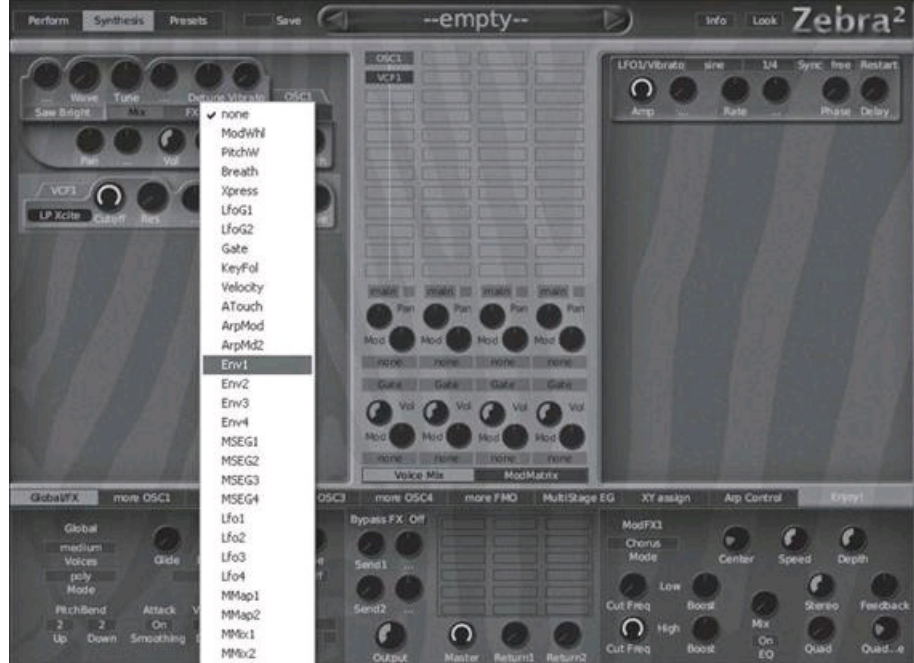 Perform Synthesis Presets Save --empty-- Info Look Zebra2
OSC1
VCF1
... Wave Tune ... Detune Vibrato OSC1
Saw Bright Mix FX
Pan Vol
VCF1
LP Xcite Cutoff Res
LFO1/Vibrato sine 1/4 Sync free Restart
Amp ... Rate ... Phase Delay
none
ModWhl
PitchW
Breath
Xpress
LfoG1
LfoG2
Gate
KeyFol
Velocity
ATouch
ArpMod
ArpMd2
Env1
Env2
Env3
Env4
MSEG1
MSEG2
MSEG3
MSEG4
Lfo1
Lfo2
Lfo3
Lfo4
MMap1
MMap2
MMix1
MMix2
main main main main
Pan Pan Pan Pan
Mod Mod Mod Mod
none none none none
Gate Gate Gate Gate
Vol Vol Vol Vol
Mod Mod Mod Mod
none none none none
Voice Mix ModMatrix
Global/FX more OSC1 OSC3 more OSC4 more FMO MultiStage EG XY assign Arp Control Enjoy!
Global
medium
Voices
poly
Mode
Glide
PitchBend Attack
2 2 On
Up Down Smoothing
Bypass FX Off
Send1 ...
Send2 ...
Output Master Return1 Return2
ModFX1
Chorus
Mode Center Speed Depth
Low
Cut Freq Boost Mix Stereo Feedback
High On
Cut Freq Boost EQ Quad Quad...e